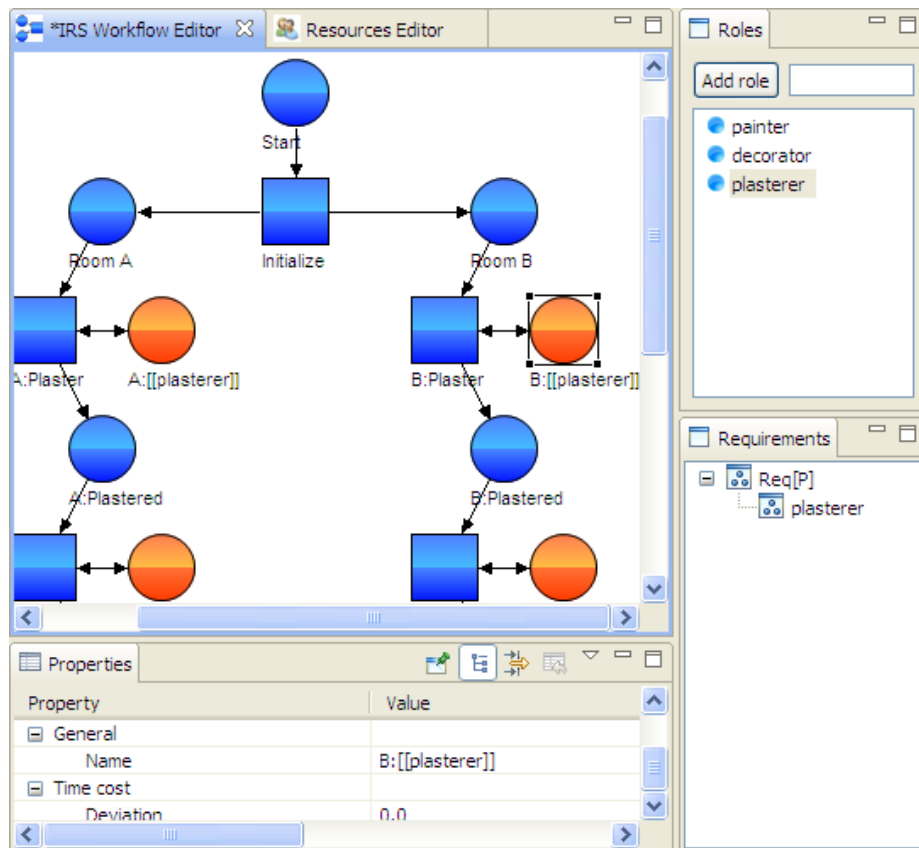 *IRS Workflow Editor
Resources Editor
Start
Room A
Initialize
Room B
A:Plaster
A:[[plasterer]]
B:Plaster
B:[[plasterer]]
A:Plastered
B:Plastered
Roles
Add role
painter
decorator
plasterer
Requirements
Req[P]
plasterer
Properties
Property Value
General
Name B:[[plasterer]]
Time cost
Deviation 0.0